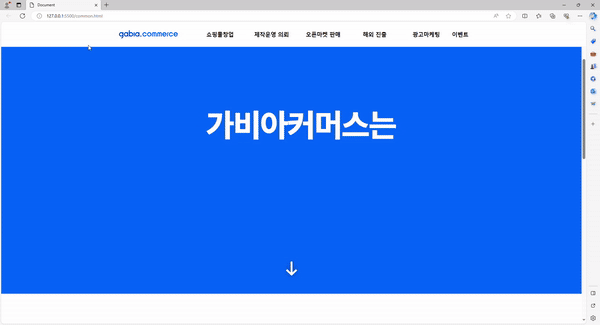 Document
127.0.0.1:5500/common.html
gabia.commerce 쇼핑몰창업 제작운영 의뢰 오픈마켓 판매 해외 진출 광고마케팅 이벤트
가비아커머스는
↓